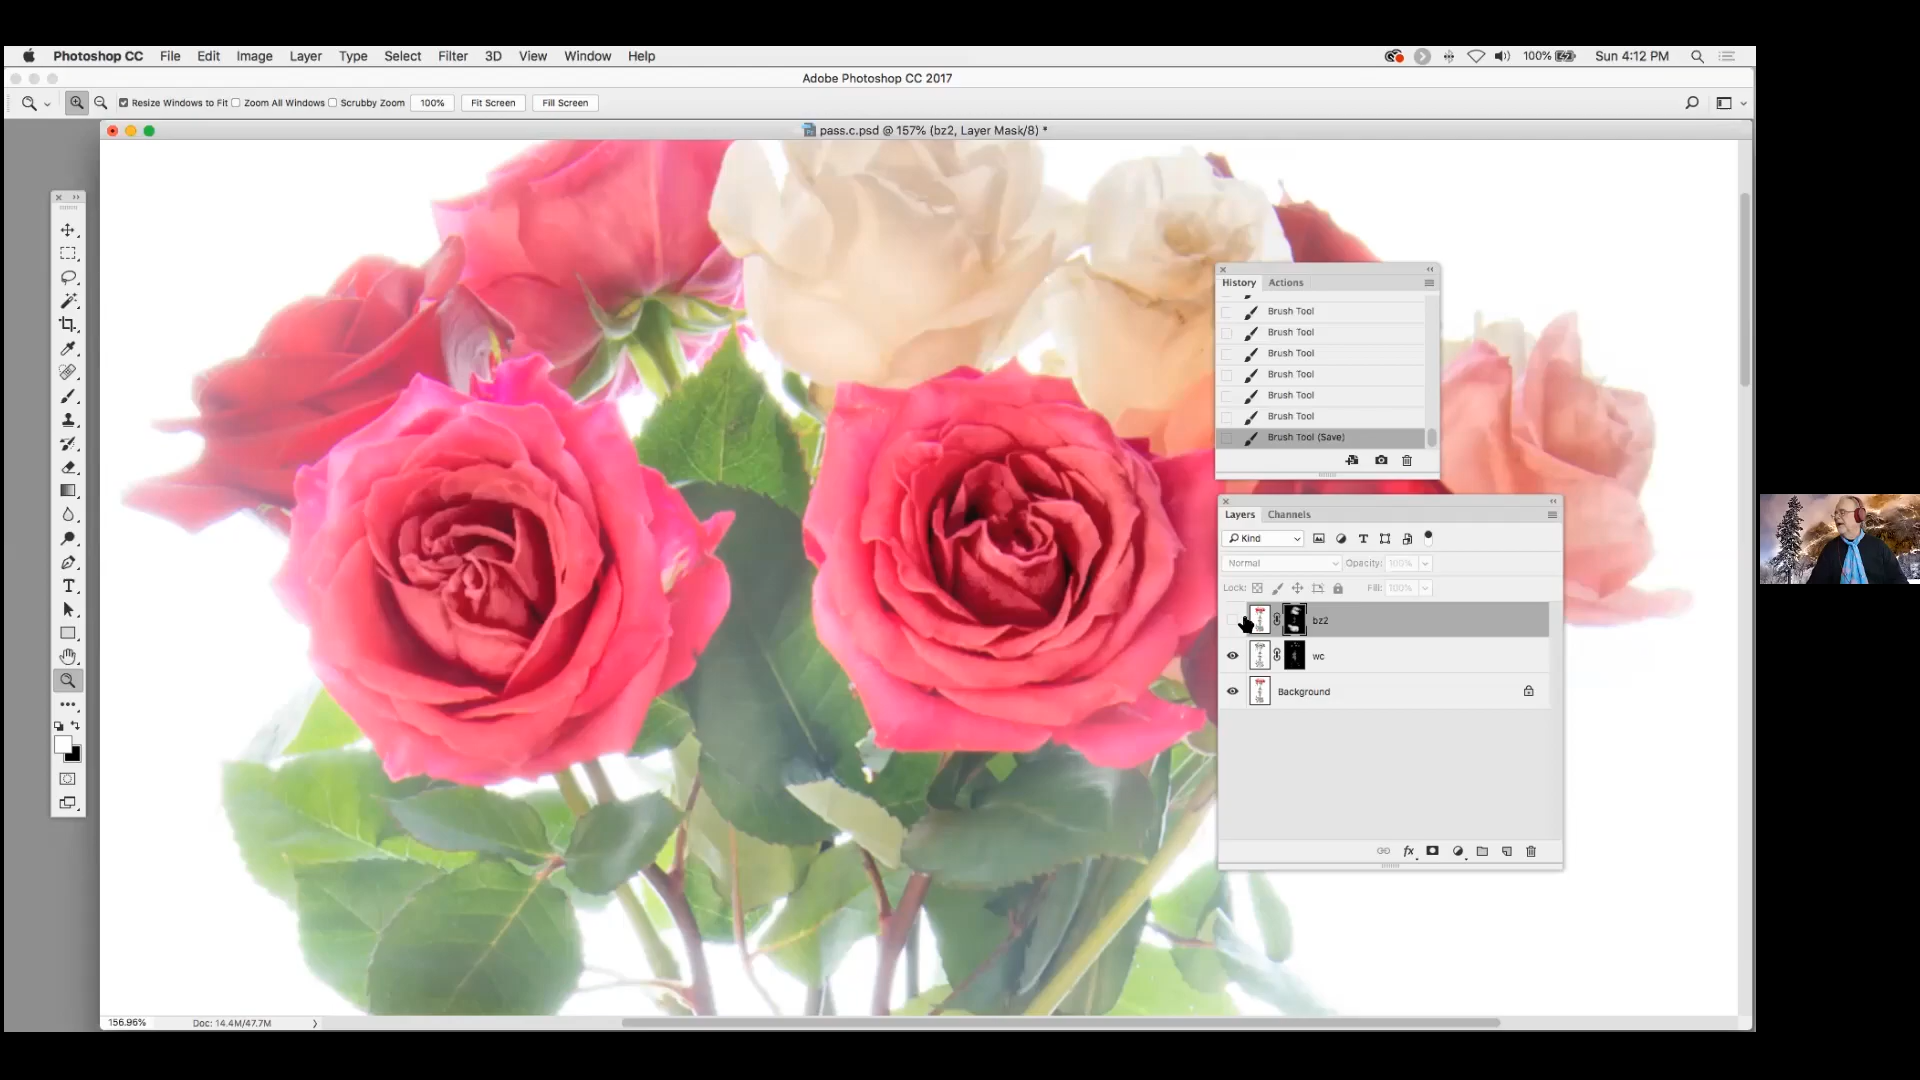 Photoshop CC File Edit Image Layer Type Select Filter 3D View Window Help 100% Sun 4:12 PM
Adobe Photoshop CC 2017
Resize Windows to Fit Zoom All Windows Scrubby Zoom 100% Fit Screen Fill Screen
pass.c.psd @ 157% (bz2, Layer Mask/8) *
History Actions
Brush Tool
Brush Tool
Brush Tool
Brush Tool
Brush Tool
Brush Tool
Brush Tool (Save)
Layers Channels
Kind
Normal Opacity: 100%
Lock: Fill: 100%
bz2
wc
Background
156.96% Doc: 14.4M/47.7M